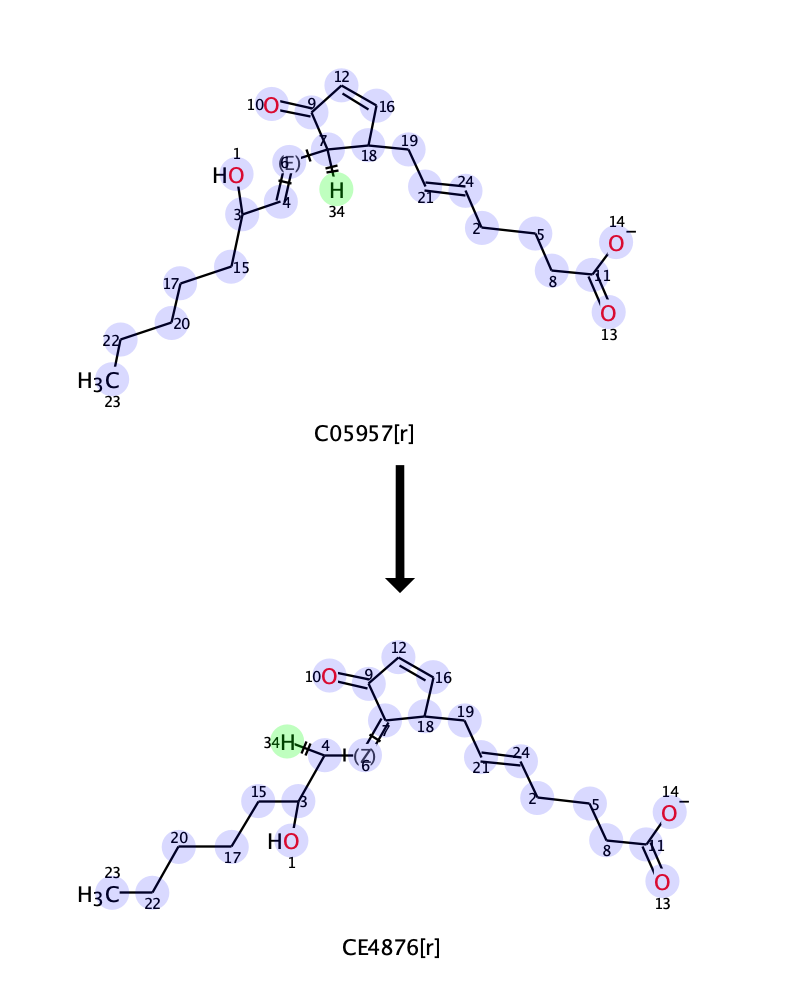 12
10 O 9 16
7 19
1 6 (E) 18
HO H 24
34 21
3 4 2 5 14
O –
15 8 11
17 O
20 13
22
H3C
23
C05957[r]
12
10 O 9 16
7 19
34 H 4 18
(Z) 24
6 21
15 3 2 5 14
O –
20 HO 8 11
17 1
23 O
H3C 22 13
CE4876[r]